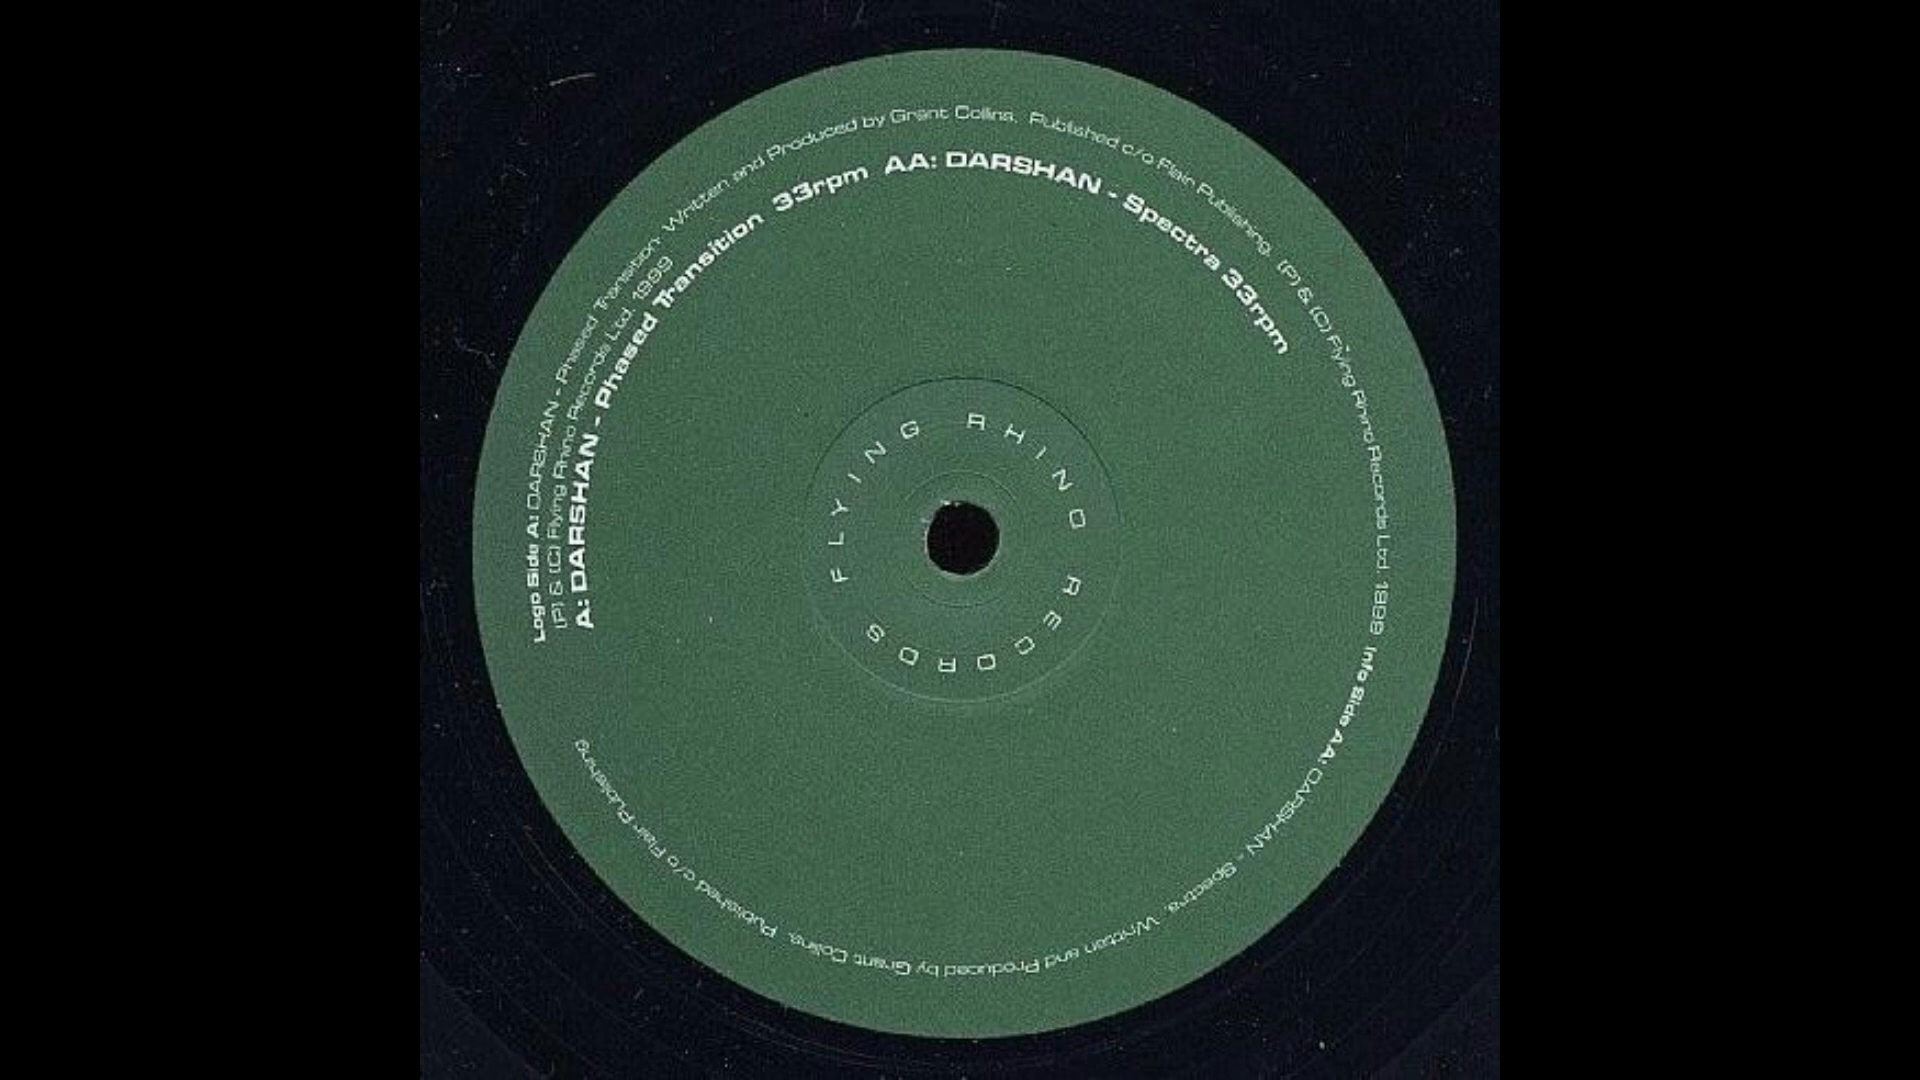 Logo Side A: DARSHAN - Phased Transition. Written and Produced by Grant Collins. Published c/o Flair Publishing. (P) & (C) Flying Rhino Records Ltd. 1999 Info Side AA: DARSHAN - Spectra. Written and Produced by Grant Collins. Published c/o Flair Publishing
(P) & (C) Flying Rhino Records Ltd. 1999
A: DARSHAN - Phased Transition 33rpm AA: DARSHAN - Spectra 33rpm
FLYING RHINO RECORDS